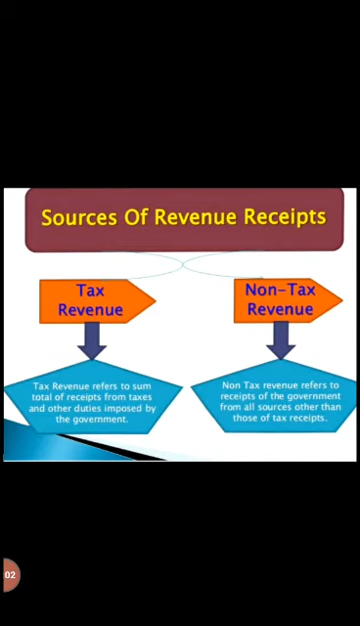 Sources Of Revenue Receipts
Tax
Revenue
Non-Tax
Revenue
Tax Revenue refers to sum
total of receipts from taxes
and other duties imposed by
the government.
Non Tax revenue refers to
receipts of the government
from all sources other than
those of tax receipts.
02